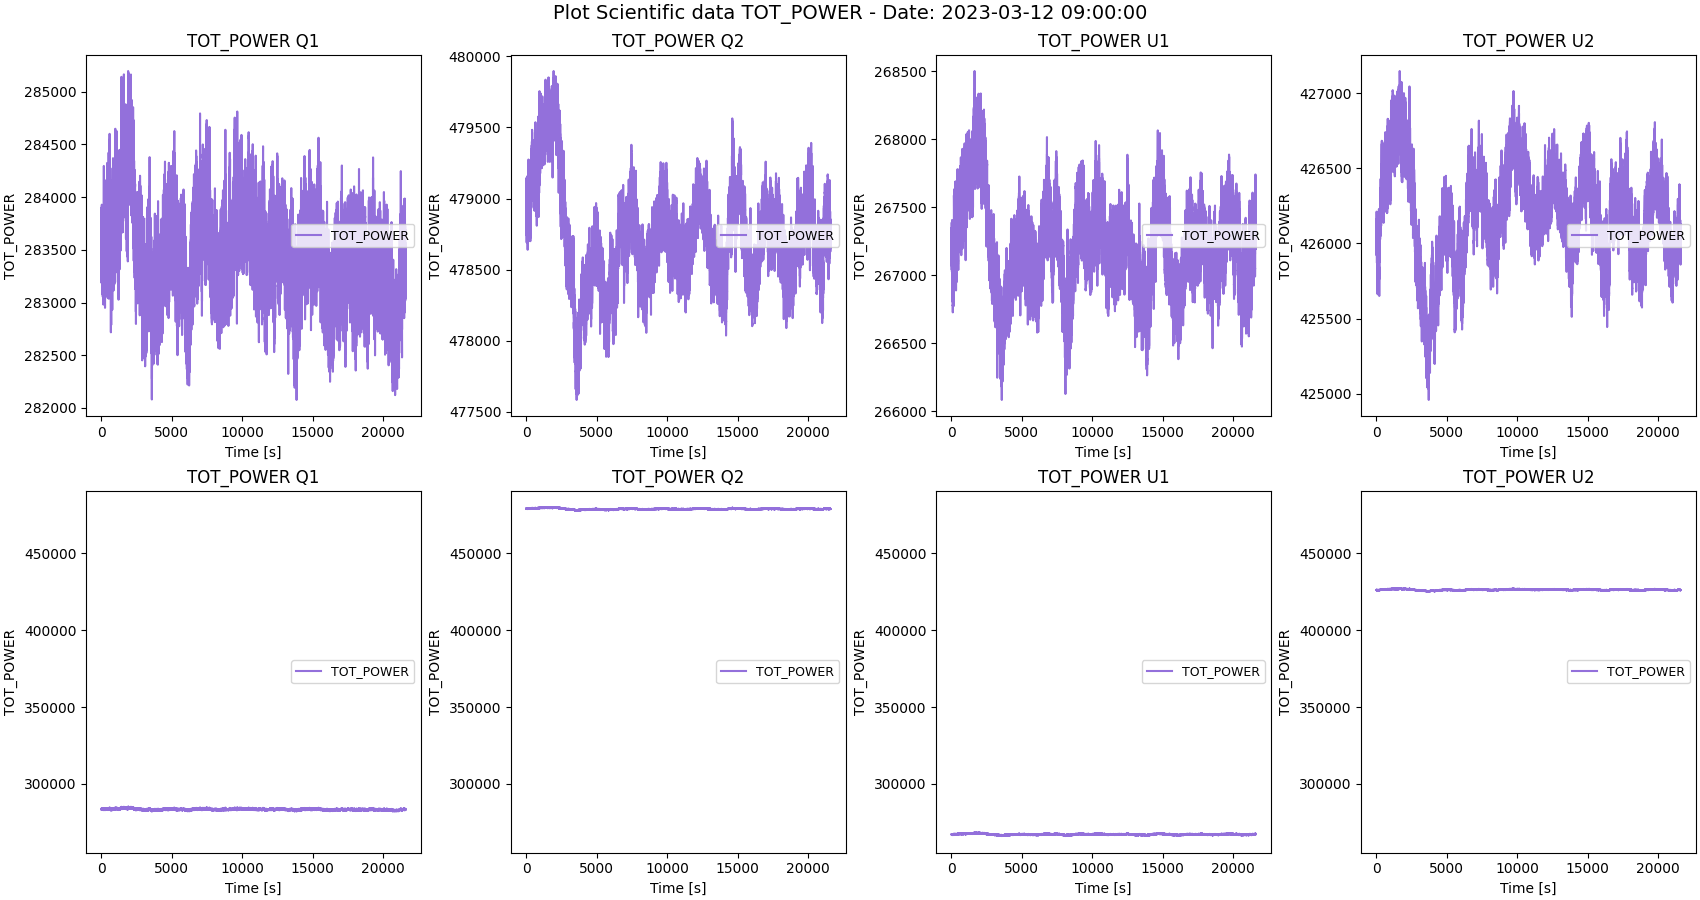 Plot Scientific data TOT_POWER - Date: 2023-03-12 09:00:00
TOT_POWER Q1
TOT_POWER
285000
284500
284000
283500
283000
282500
282000
TOT_POWER
0 5000 10000 15000 20000
Time [s]
TOT_POWER Q2
TOT_POWER
480000
479500
479000
478500
478000
477500
TOT_POWER
0 5000 10000 15000 20000
Time [s]
TOT_POWER U1
TOT_POWER
268500
268000
267500
267000
266500
266000
TOT_POWER
0 5000 10000 15000 20000
Time [s]
TOT_POWER U2
TOT_POWER
427000
426500
426000
425500
425000
TOT_POWER
0 5000 10000 15000 20000
Time [s]
TOT_POWER Q1
TOT_POWER
450000
400000
350000
300000
TOT_POWER
0 5000 10000 15000 20000
Time [s]
TOT_POWER Q2
TOT_POWER
450000
400000
350000
300000
TOT_POWER
0 5000 10000 15000 20000
Time [s]
TOT_POWER U1
TOT_POWER
450000
400000
350000
300000
TOT_POWER
0 5000 10000 15000 20000
Time [s]
TOT_POWER U2
TOT_POWER
450000
400000
350000
300000
TOT_POWER
0 5000 10000 15000 20000
Time [s]